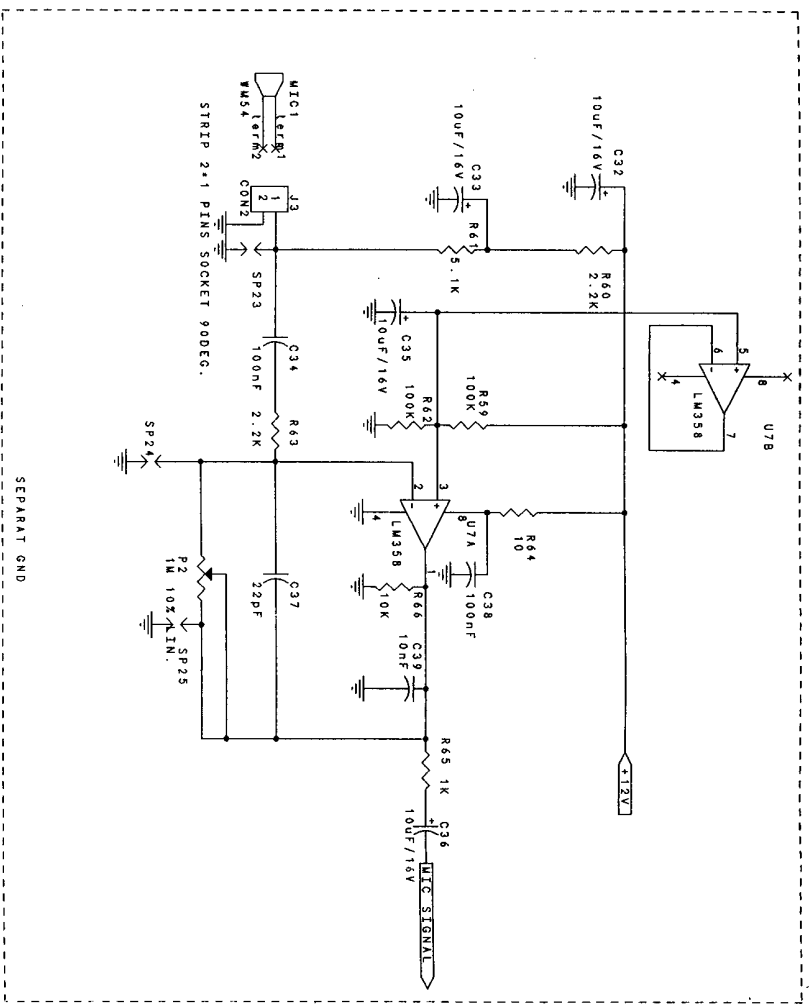 U7B
8
5
+
-
6
4
7
LM358
C32
10uF/16V
+
R60
2.2K
R64
10
+12V
C33
10uF/16V
+
R61
5.1K
C35
10uF/16V
+
R59
100K
R62
100K
3
+
2
-
8
U7A
4
LM358
1
C38
100nF
R66
10K
C39
10nF
R65 1K
C36
10uF/16V
+
MIC SIGNAL
MIC1
WM54
term1
term2
J3
1
2
CON2
STRIP 2*1 PINS SOCKET 90DEG.
SP23
C34
100nF
R63
2.2K
C37
22pF
SP24
P2
1M 10% LIN.
SP25
SEPARAT GND